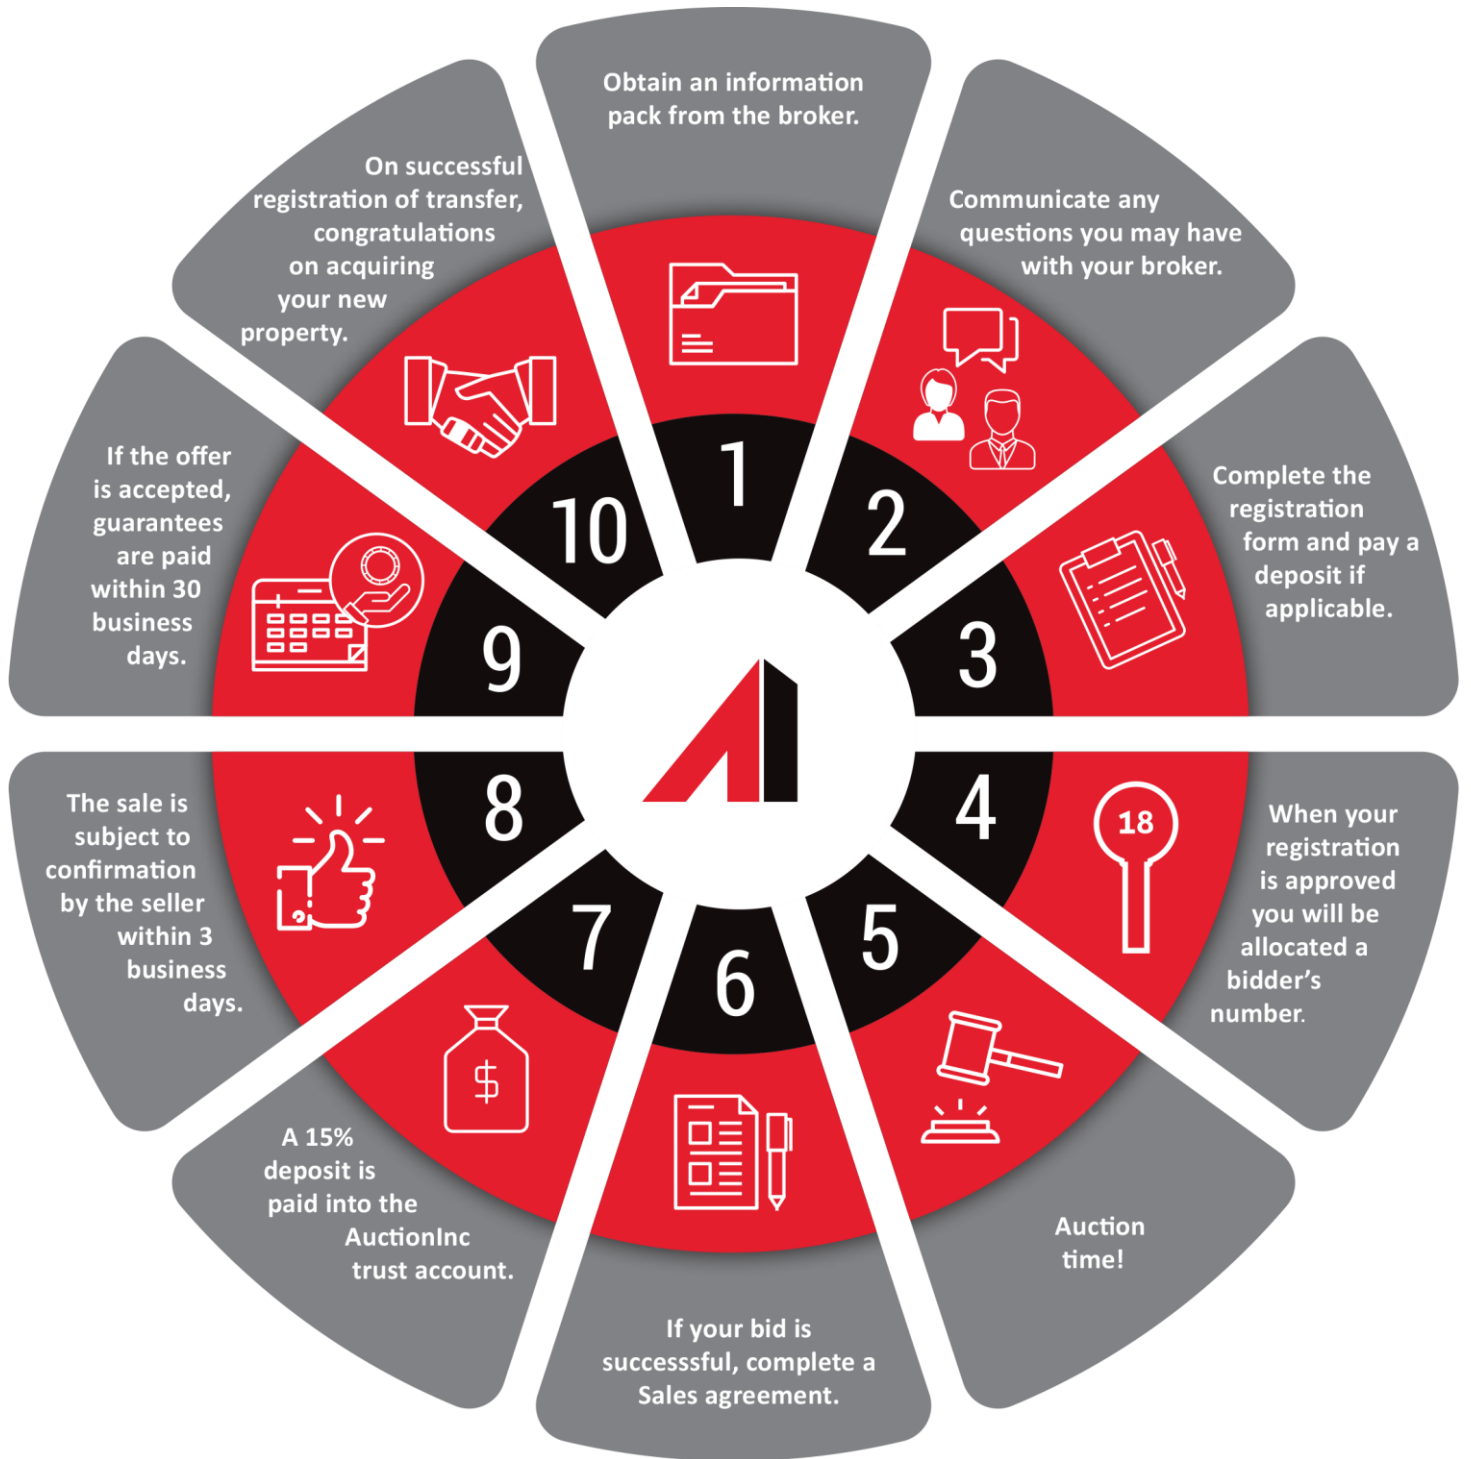 1
Obtain an information
pack from the broker.
2
Communicate any
questions you may have
with your broker.
3
Complete the
registration
form and pay a
deposit if
applicable.
4
18
When your
registration
is approved
you will be
allocated a
bidder’s
number.
5
Auction
time!
6
If your bid is
successsful, complete a
Sales agreement.
7
A 15%
deposit is
paid into the
AuctionInc
trust account.
$
8
The sale is
subject to
confirmation
by the seller
within 3
business
days.
9
If the offer
is accepted,
guarantees
are paid
within 30
business
days.
10
On successful
registration of transfer,
congratulations
on acquiring
your new
property.